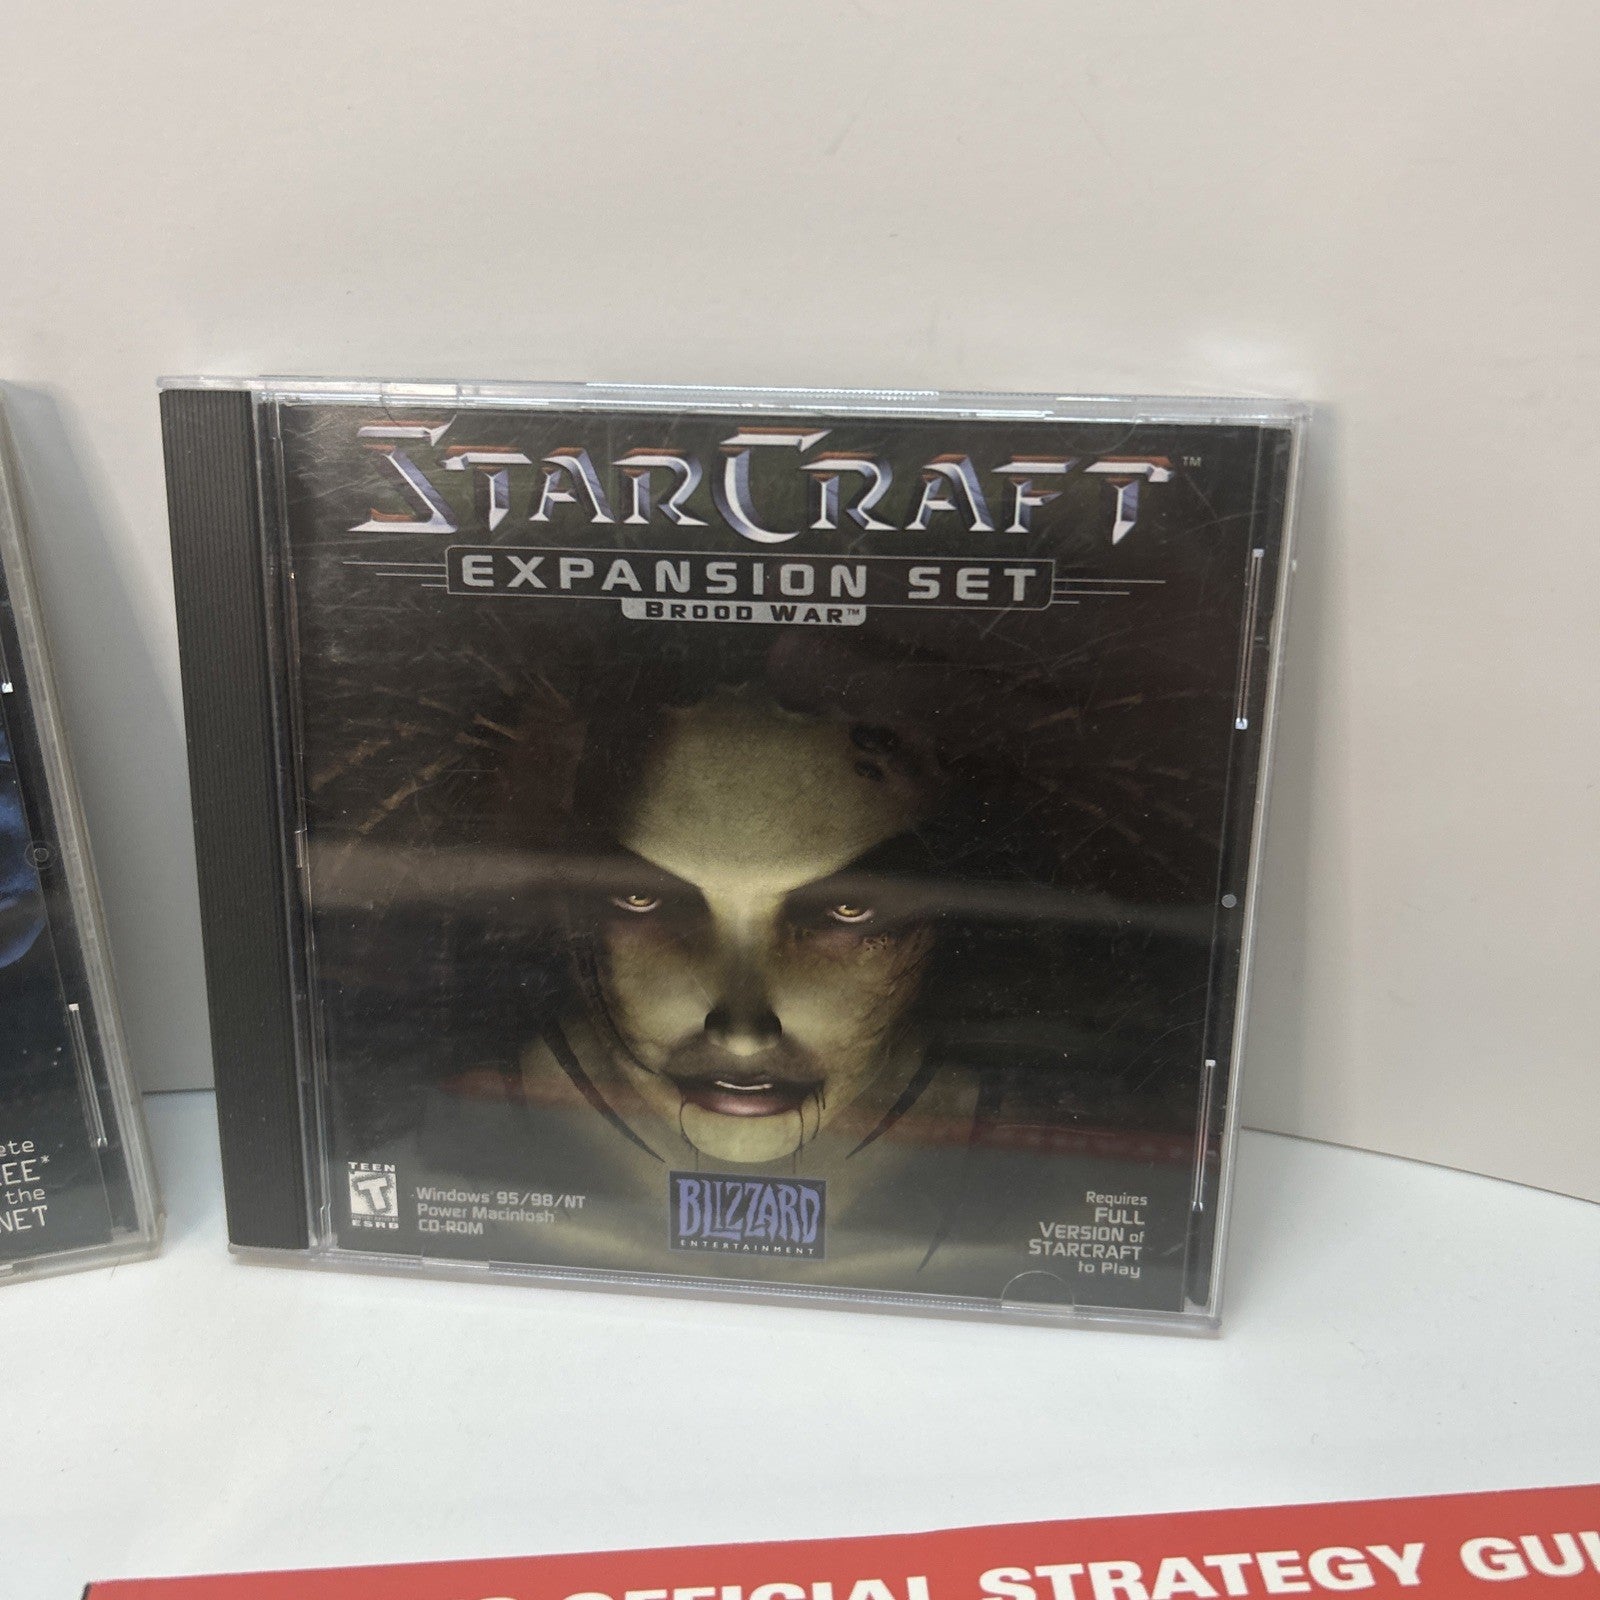 STARCRAFT™
EXPANSION SET
BROOD WAR™
TEEN
T
ESRB
Windows 95/98/NT
Power Macintosh
CD-ROM
BLIZZARD
ENTERTAINMENT
Requires
FULL
VERSION of
STARCRAFT
to Play
ete
EE*
the
NET
OFFICIAL STRATEGY GUI